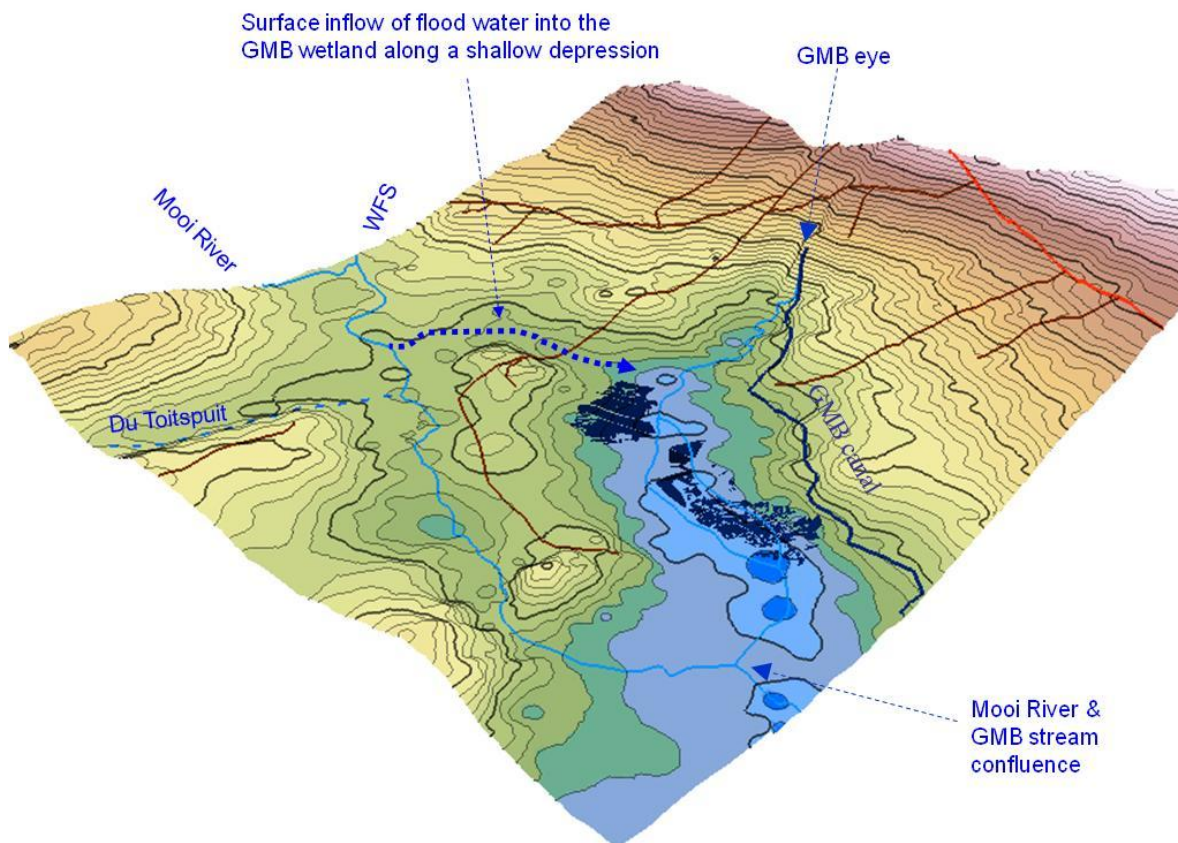 Surface inflow of flood water into the
GMB wetland along a shallow depression
GMB eye
Mooi River
WFS
Du Toitspuit
GMB canal
Mooi River &
GMB stream
confluence